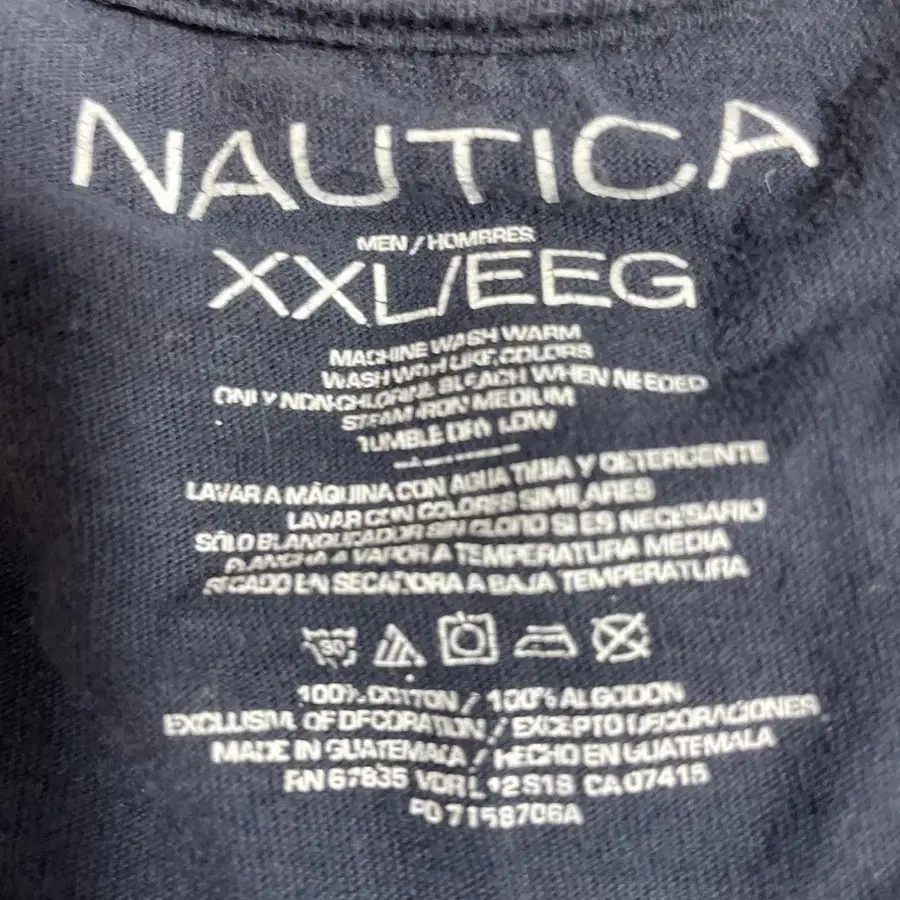 NAUTICA
MEN / HOMBRES
XXL/EEG
MACHINE WASH WARM
WASH WITH LIKE COLORS
ONLY NON-CHLORINE BLEACH WHEN NEEDED
STEAM IRON MEDIUM
TUMBLE DRY LOW
LAVAR A MÁQUINA CON AGUA TIBIA Y DETERGENTE
LAVAR CON COLORES SIMILARES
SÓLO BLANQUEADOR SIN CLORO SI ES NECESARIO
PLANCHA A VAPOR A TEMPERATURA MEDIA
SECADO EN SECADORA A BAJA TEMPERATURA
30
100% COTTON / 100% ALGODON
EXCLUSIVE OF DECORATION / EXCEPTO DECORACIONES
MADE IN GUATEMALA / HECHO EN GUATEMALA
RN 67835 CA 07415
PO 7158706A